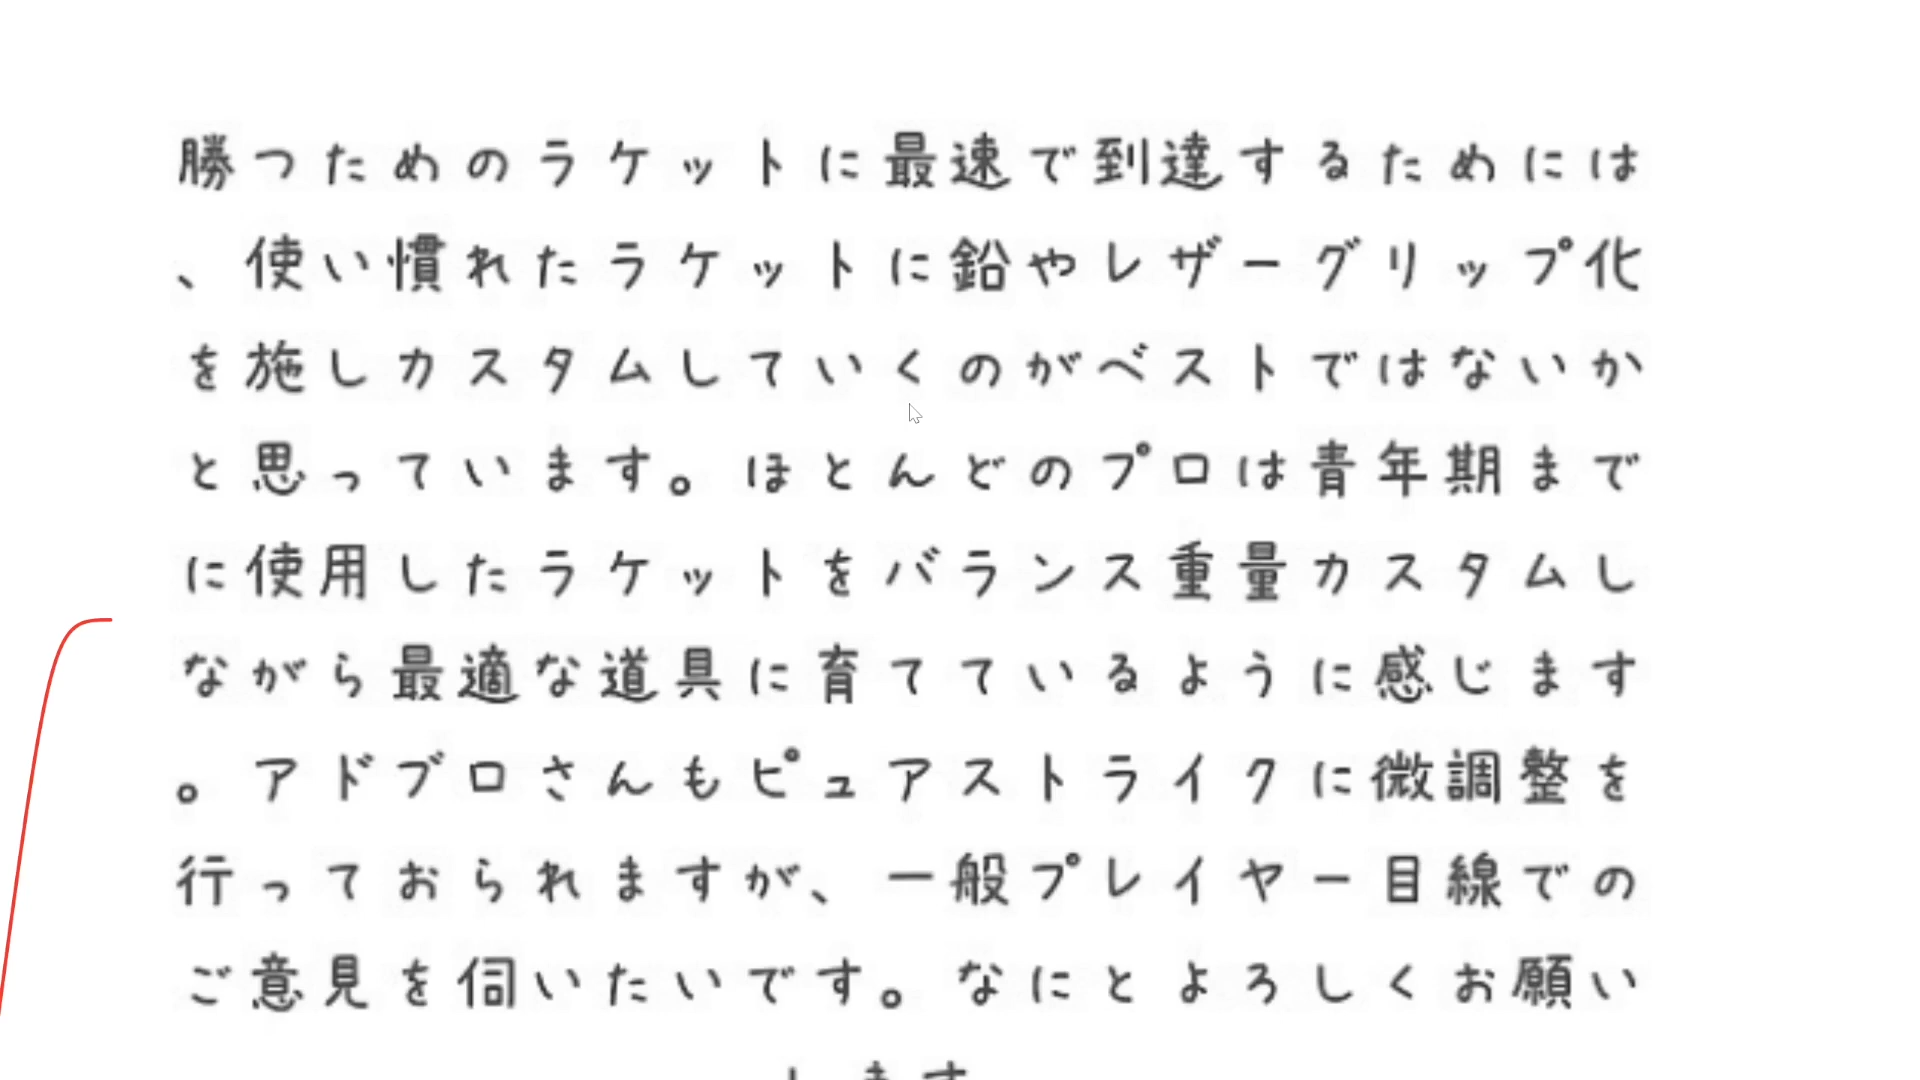 勝つためのラケットに最速で到達するためには
、使い慣れたラケットに鉛やレザーグリップ化
を施しカスタムしていくのがベストではないか
と思っています。ほとんどのプロは青年期まで
に使用したラケットをバランス重量カスタムし
ながら最適な道具に育てているように感じます
。アドブロさんもピュアストライクに微調整を
行っておられますが、一般プレイヤー目線での
ご意見を伺いたいです。なにとよろしくお願い
します